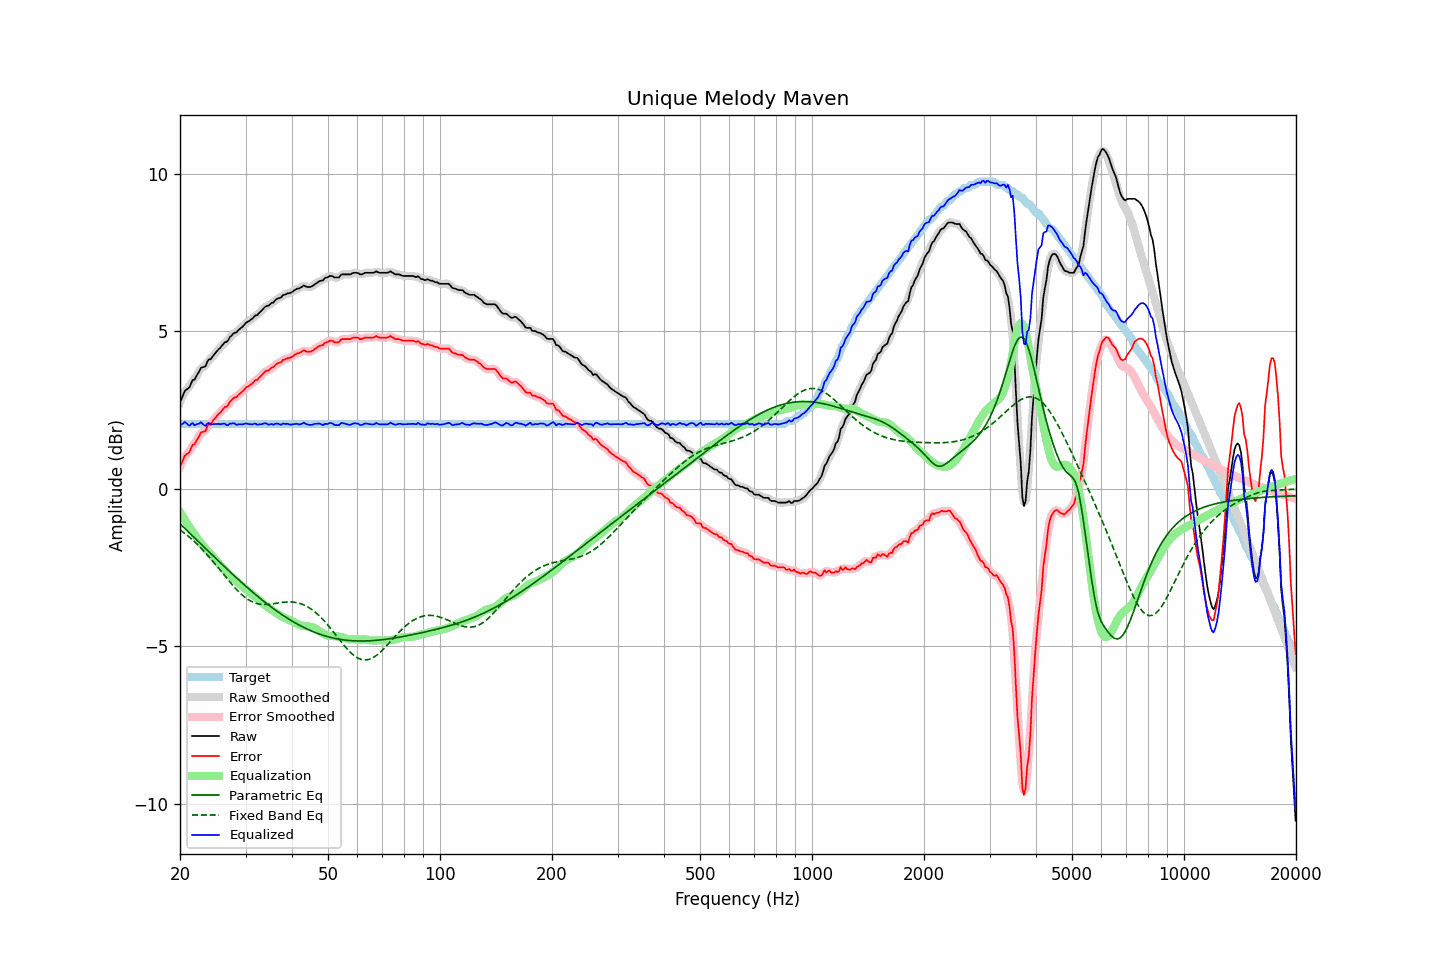 Unique Melody Maven
10
5
0
−5
−10
Amplitude (dBr)
Target
Raw Smoothed
Error Smoothed
Raw
Error
Equalization
Parametric Eq
Fixed Band Eq
Equalized
20 50 100 200 500 1000 2000 5000 10000 20000
Frequency (Hz)